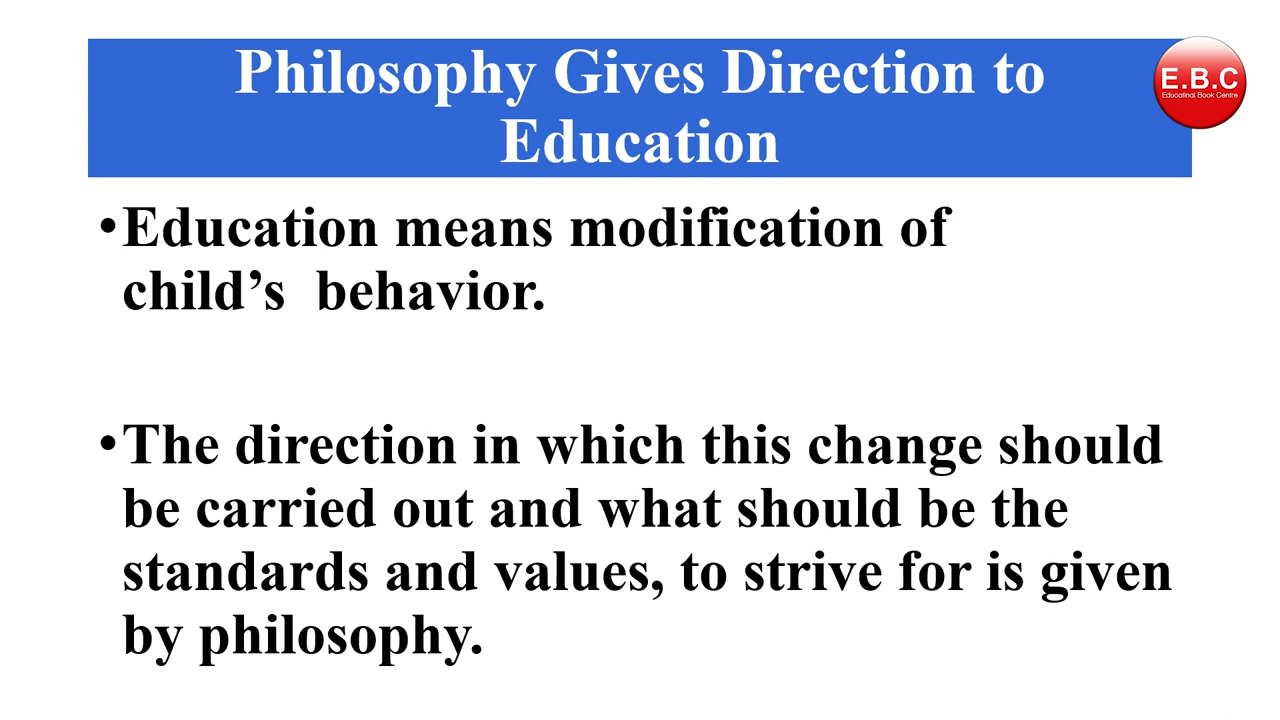 Philosophy Gives Direction to
Education
E.B.C
Educatinal Book Centre
•Education means modification of
child’s  behavior.
•The direction in which this change should
be carried out and what should be the
standards and values, to strive for is given
by philosophy.